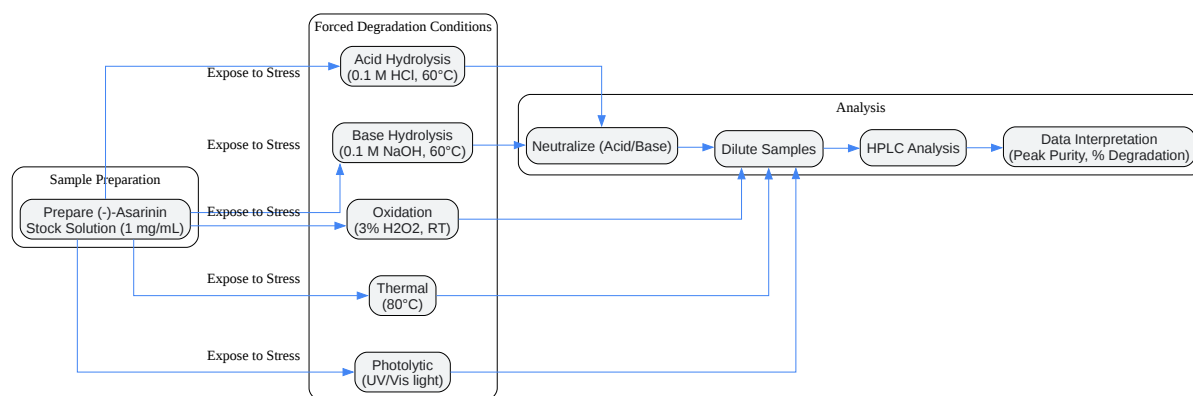 Forced Degradation Conditions
Acid Hydrolysis
(0.1 M HCl, 60°C)
Expose to Stress
Analysis
Base Hydrolysis
(0.1 M NaOH, 60°C)
Expose to Stress
Neutralize (Acid/Base)
Dilute Samples
HPLC Analysis
Data Interpretation
(Peak Purity, % Degradation)
Sample Preparation
Prepare (-)-Asarinin
Stock Solution (1 mg/mL)
Expose to Stress
Oxidation
(3% H2O2, RT)
Expose to Stress
Thermal
(80°C)
Expose to Stress
Photolytic
(UV/Vis light)